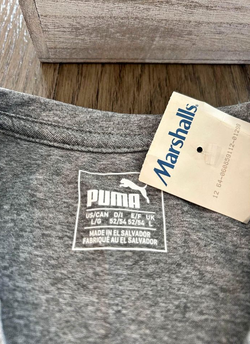 Marshalls.
PUMA
US/CAN D/I E/F UK
L/G 52/54 52/54 L
MADE IN EL SALVADOR
FABRIQUÉ AU EL SALVADOR